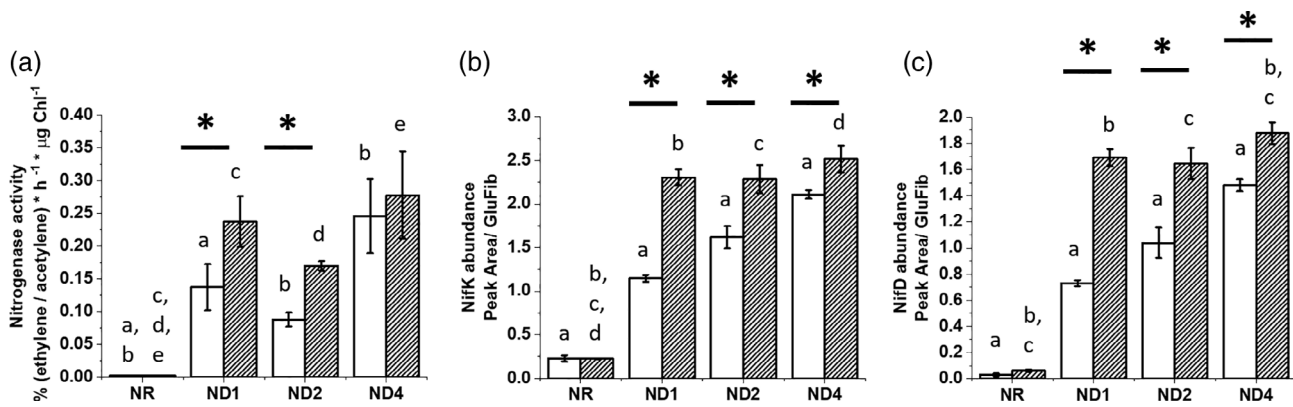 (a)
Nitrogenase activity
% (ethylene / acetylene) * h⁻¹ * µg Chl⁻¹
0.40
0.35
0.30
0.25
0.20
0.15
0.10
0.05
0.00
a,
b
c,
d,
e
a
c
*
b
d
*
b
e
NR ND1 ND2 ND4
(b)
NifK abundance
Peak Area/ GluFib
3.0
2.5
2.0
1.5
1.0
0.5
0.0
a
b,
c,
d
a
b
*
a
c
*
a
d
*
NR ND1 ND2 ND4
(c)
NifD abundance
Peak Area/ GluFib
2.0
1.8
1.6
1.4
1.2
1.0
0.8
0.6
0.4
0.2
0.0
a
b,
c
a
b
*
a
c
*
a
b,
c
*
NR ND1 ND2 ND4